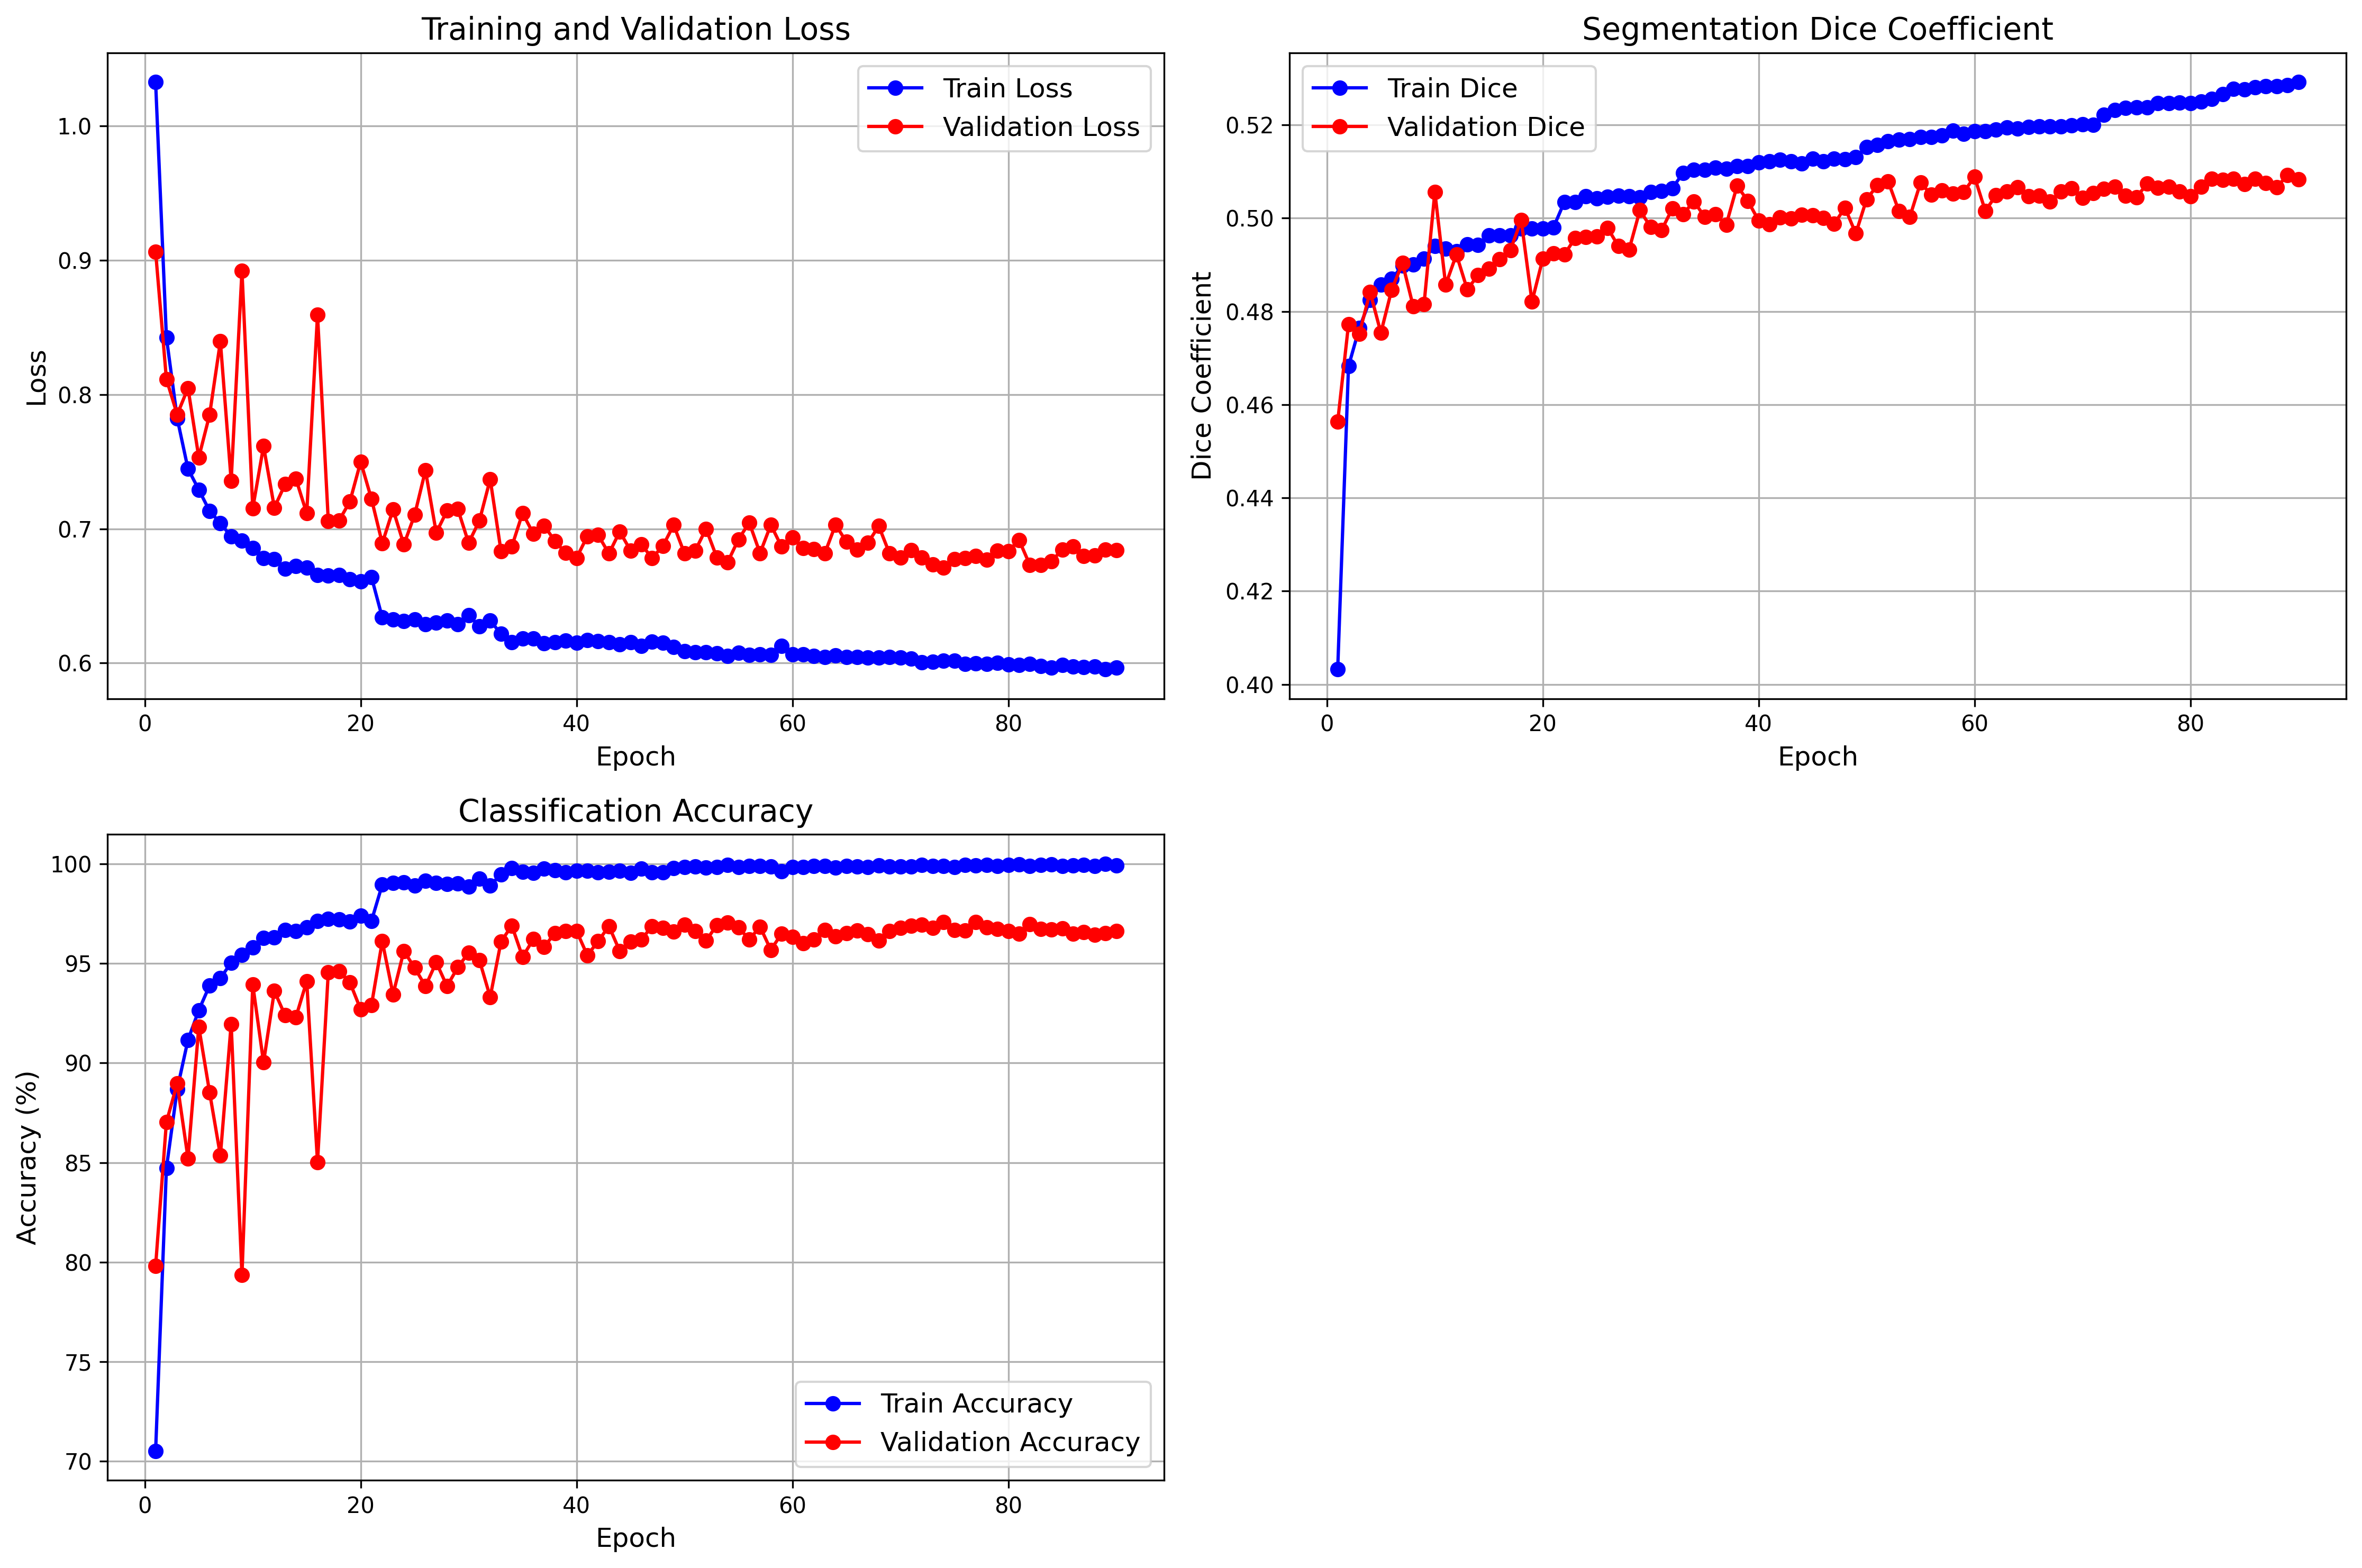 Training and Validation Loss
Train Loss
Validation Loss
1.0
0.9
0.8
0.7
0.6
Loss
0
20
40
60
80
Epoch
Segmentation Dice Coefficient
Train Dice
Validation Dice
0.52
0.50
0.48
0.46
0.44
0.42
0.40
Dice Coefficient
0
20
40
60
80
Epoch
Classification Accuracy
100
95
90
85
80
75
70
Accuracy (%)
Train Accuracy
Validation Accuracy
0
20
40
60
80
Epoch